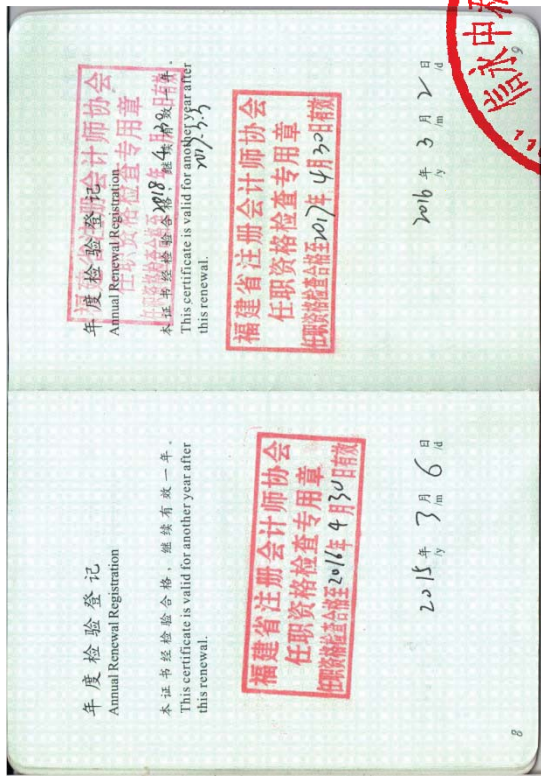 年度检验登记
Annual Renewal Registration
本证书经检验合格，继续有效一年。
This certificate is valid for another year after
this renewal.
福建省注册会计师协会
任职资格检查专用章
任职资格检查合格至2016年4月30日有效
2015年3月6日
/y /m /d
8
年度检验登记
Annual Renewal Registration
福建省注册会计师协会
任职资格检查专用章
任职资格检查合格至2018年4月30日有效
本证书经检验合格，继续有效一年。
This certificate is valid for another year after
this renewal.
2017.3.3
福建省注册会计师协会
任职资格检查专用章
任职资格检查合格至2017年4月30日有效
2016年3月2日
/y /m /d
9
信永中和
11